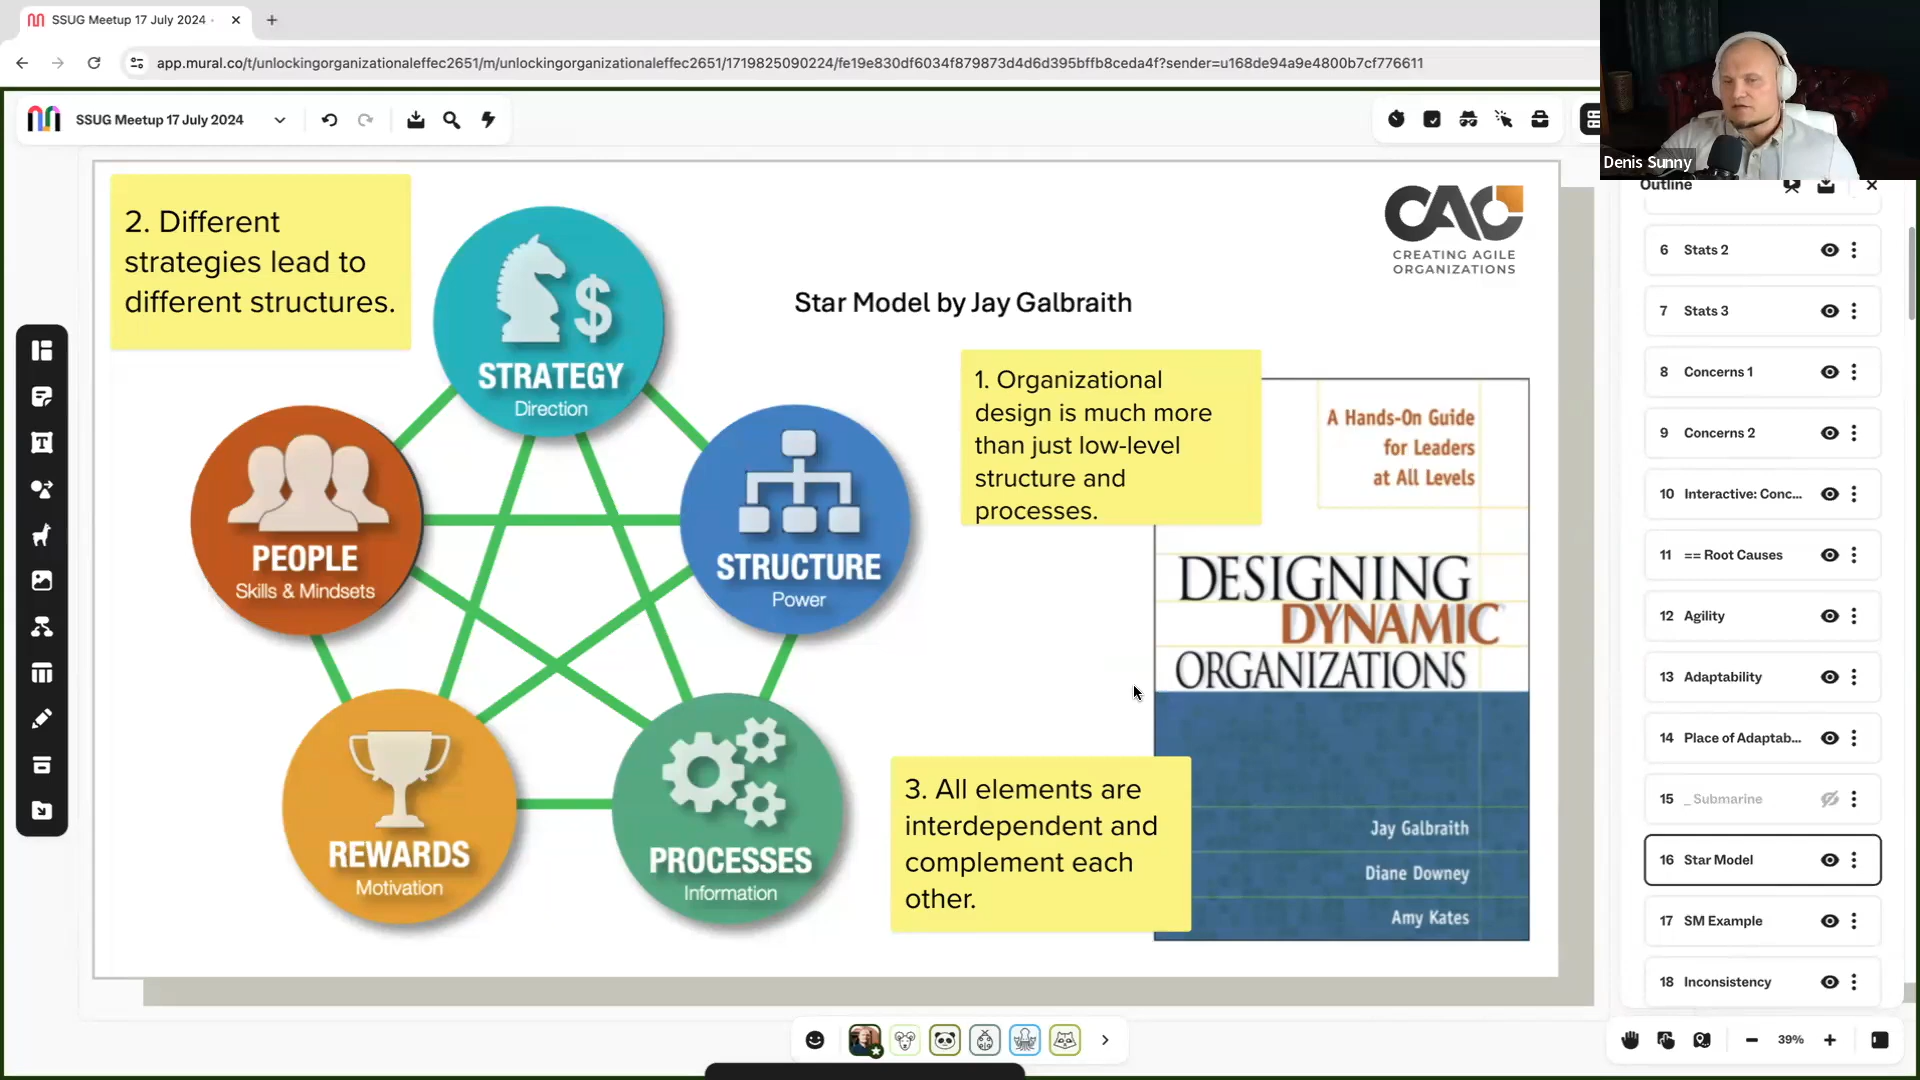 SSUG Meetup 17 July 2024
app.mural.co/t/unlockingorganizationaleffec2651/m/unlockingorganizationaleffec2651/1719825090224/fe19e830df6034f879873d4d6d395bffb8ceda4f?sender=u168de94a9e4800b7cf776611
SSUG Meetup 17 July 2024
Denis Sunny
2. Different
strategies lead to
different structures.
STRATEGY
Direction
PEOPLE
Skills & Mindsets
STRUCTURE
Power
REWARDS
Motivation
PROCESSES
Information
Star Model by Jay Galbraith
CAO
CREATING AGILE
ORGANIZATIONS
1. Organizational
design is much more
than just low-level
structure and
processes.
A Hands-On Guide
for Leaders
at All Levels
DESIGNING
DYNAMIC
ORGANIZATIONS
Jay Galbraith
Diane Downey
Amy Kates
3. All elements are
interdependent and
complement each
other.
Outline
6 Stats 2
7 Stats 3
8 Concerns 1
9 Concerns 2
10 Interactive: Conc...
11 == Root Causes
12 Agility
13 Adaptability
14 Place of Adaptab...
15 _ Submarine
16 Star Model
17 SM Example
18 Inconsistency
39%